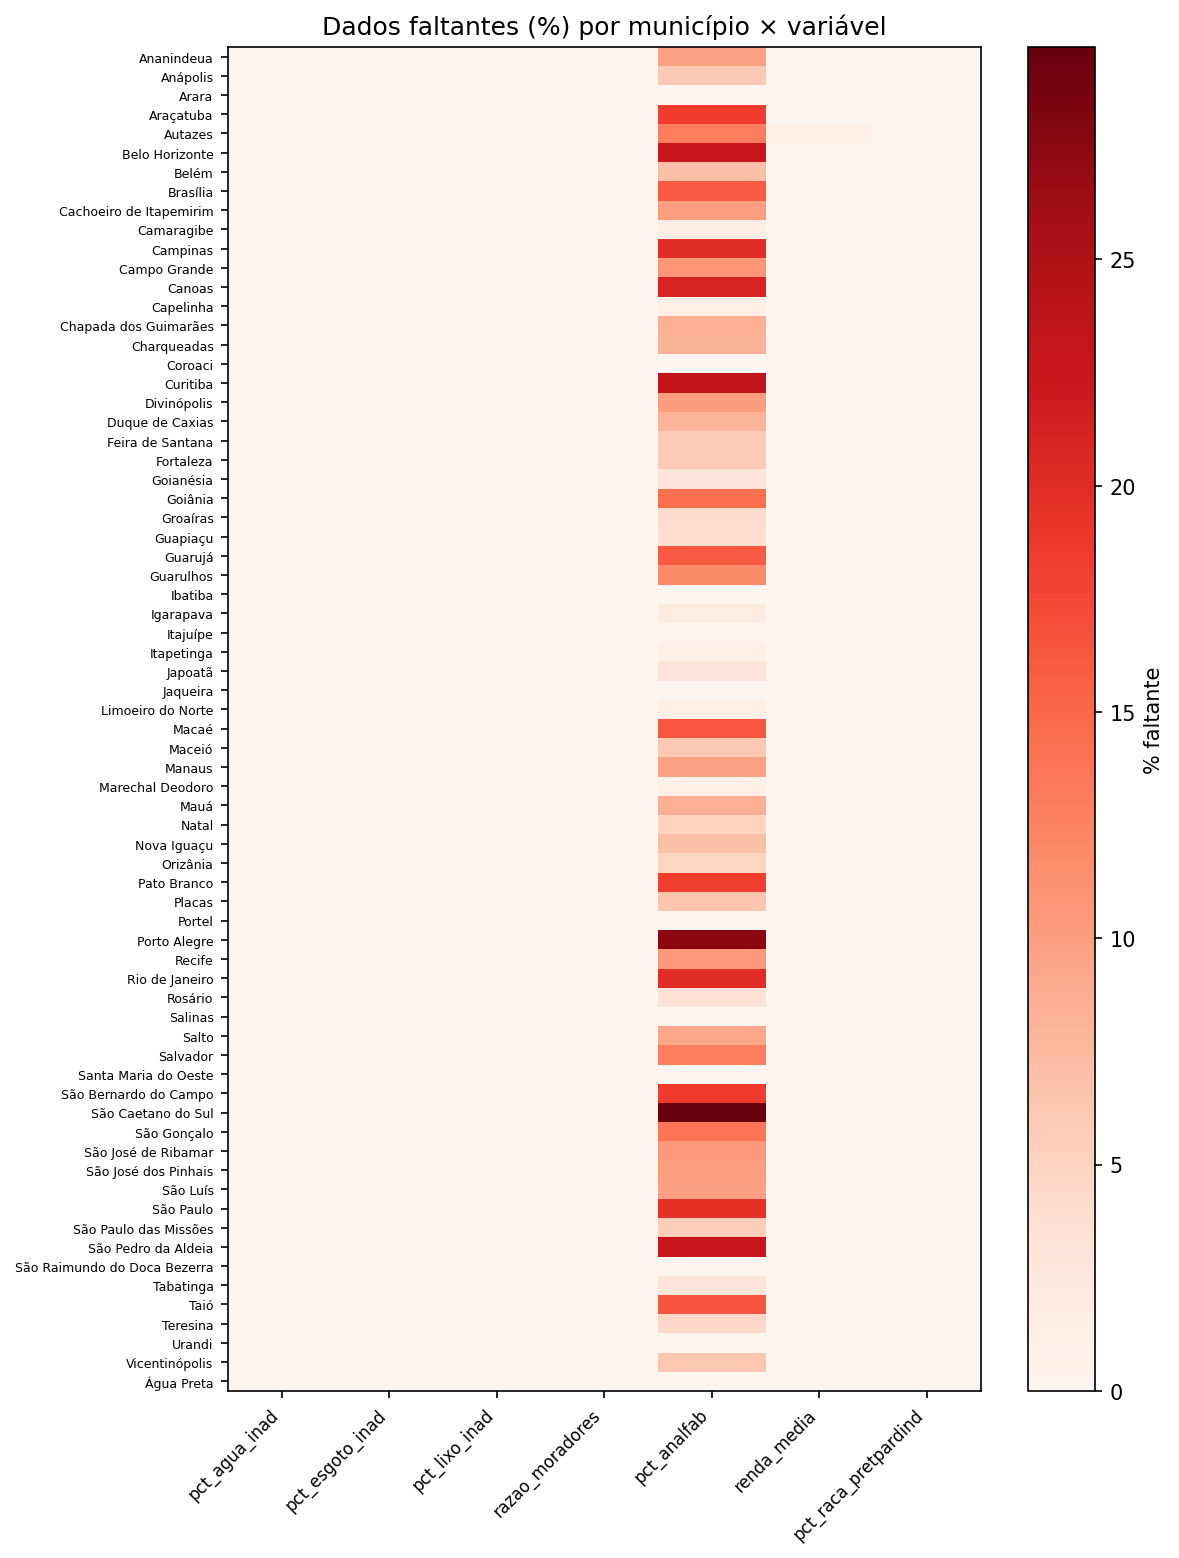 Dados faltantes (%) por município × variável
Ananindeua
Anápolis
Arara
Araçatuba
Autazes
Belo Horizonte
Belém
Brasília
Cachoeiro de Itapemirim
Camaragibe
Campinas
Campo Grande
Canoas
Capelinha
Chapada dos Guimarães
Charqueadas
Coroaci
Curitiba
Divinópolis
Duque de Caxias
Feira de Santana
Fortaleza
Goianésia
Goiânia
Groaíras
Guapiaçu
Guarujá
Guarulhos
Ibatiba
Igarapava
Itajuípe
Itapetinga
Japoatã
Jaqueira
Limoeiro do Norte
Macaé
Maceió
Manaus
Marechal Deodoro
Mauá
Natal
Nova Iguaçu
Orizânia
Pato Branco
Placas
Portel
Porto Alegre
Recife
Rio de Janeiro
Rosário
Salinas
Salto
Salvador
Santa Maria do Oeste
São Bernardo do Campo
São Caetano do Sul
São Gonçalo
São José de Ribamar
São José dos Pinhais
São Luís
São Paulo
São Paulo das Missões
São Pedro da Aldeia
São Raimundo do Doca Bezerra
Tabatinga
Taió
Teresina
Urandi
Vicentinópolis
Água Preta
pct_agua_inad
pct_esgoto_inad
pct_lixo_inad
razao_moradores
pct_analfab
renda_media
pct_raca_pretpardind
25
20
15
10
5
0
% faltante